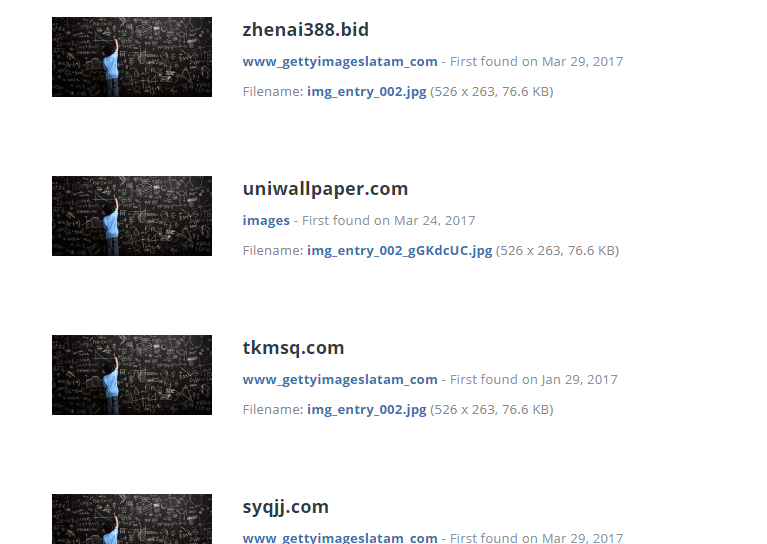 zhenai388.bid
www_gettyimageslatam_com - First found on Mar 29, 2017
Filename: img_entry_002.jpg (526 x 263, 76.6 KB)
uniwallpaper.com
images - First found on Mar 24, 2017
Filename: img_entry_002_gGKdcUC.jpg (526 x 263, 76.6 KB)
tkmsq.com
www_gettyimageslatam_com - First found on Jan 29, 2017
Filename: img_entry_002.jpg (526 x 263, 76.6 KB)
syqjj.com
www_gettyimageslatam_com - First found on Mar 29, 2017